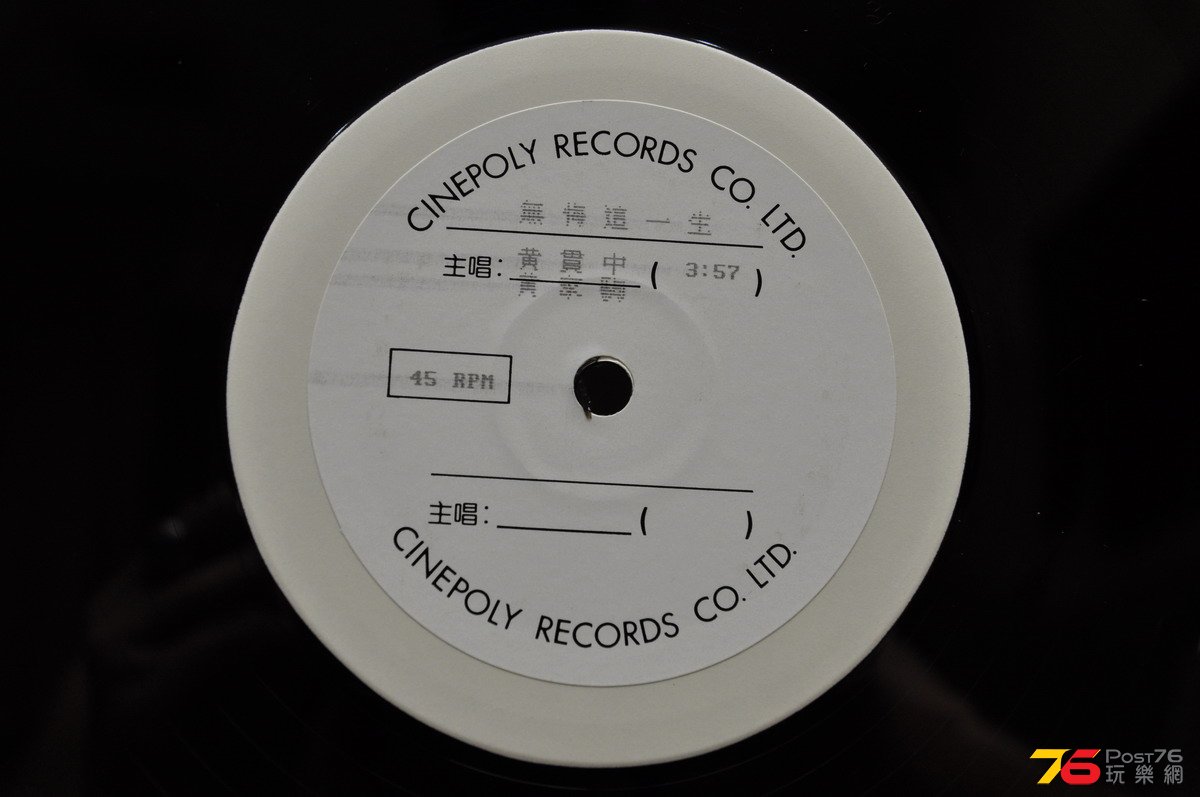 CINEPOLY RECORDS CO. LTD.
無悔這一生
主唱：黃貫中 ( 3:57 )
黃家駒
45 RPM
主唱： ( )
CINEPOLY RECORDS CO. LTD.
76 POST76
玩樂網